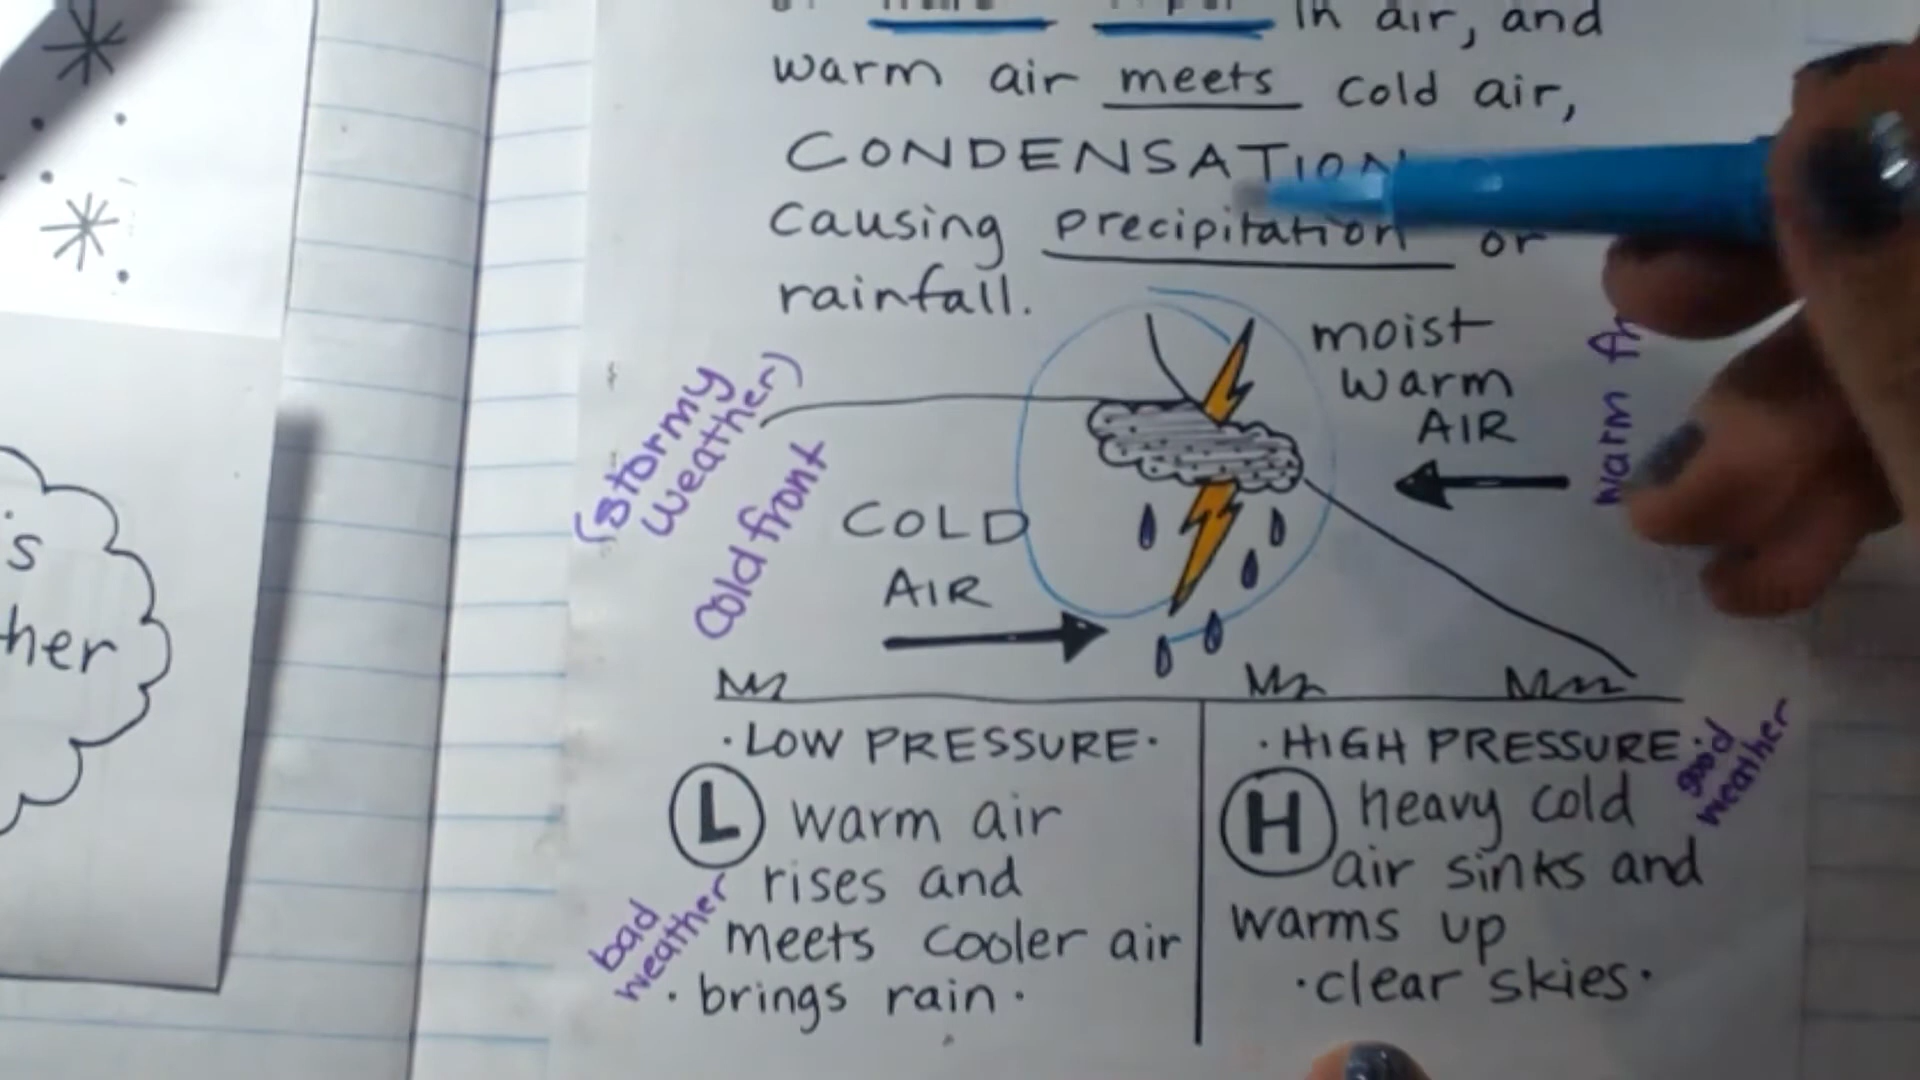 in air, and
warm air meets cold air,
CONDENSATION
causing precipitation or
rainfall.
moist
warm
AIR
warm
(Stormy
weather)
Cold front
COLD
AIR
·LOW PRESSURE·
L warm air
rises and
meets cooler air
· brings rain ·
bad
weather
·HIGH PRESSURE
good
weather
H heavy cold
air sinks and
warms up
·clear skies·